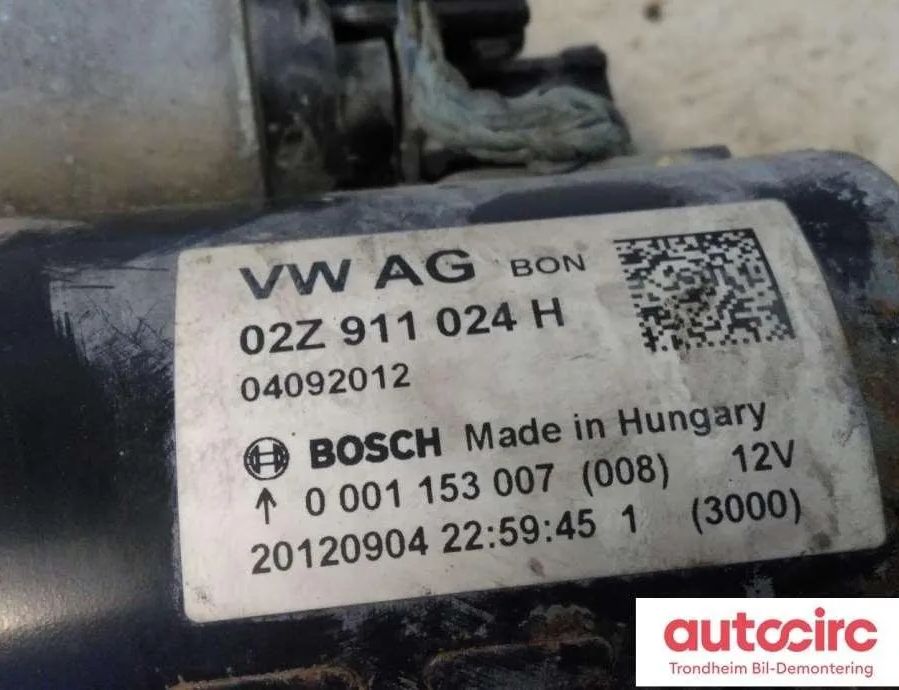 VW AG BON
02Z 911 024 H
04092012
BOSCH Made in Hungary
↑ 0 001 153 007 (008) 12V
20120904 22:59:45 1 (3000)
autocirc
Trondheim Bil-Demontering